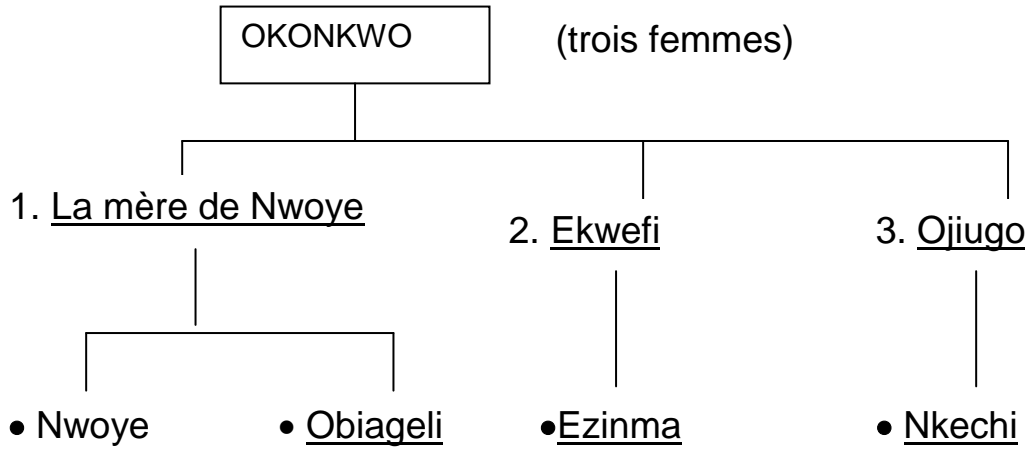 OKONKWO (trois femmes)
1. La mère de Nwoye
2. Ekwefi 3. Ojiugo
• Nwoye • Obiageli •Ezinma • Nkechi